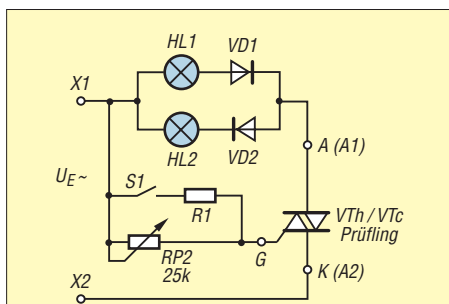 HL1
VD1
X1
HL2
VD2
A (A1)
U_E ~
S1
R1
VTh / VTc
Prüfling
RP2
25k
G
K (A2)
X2